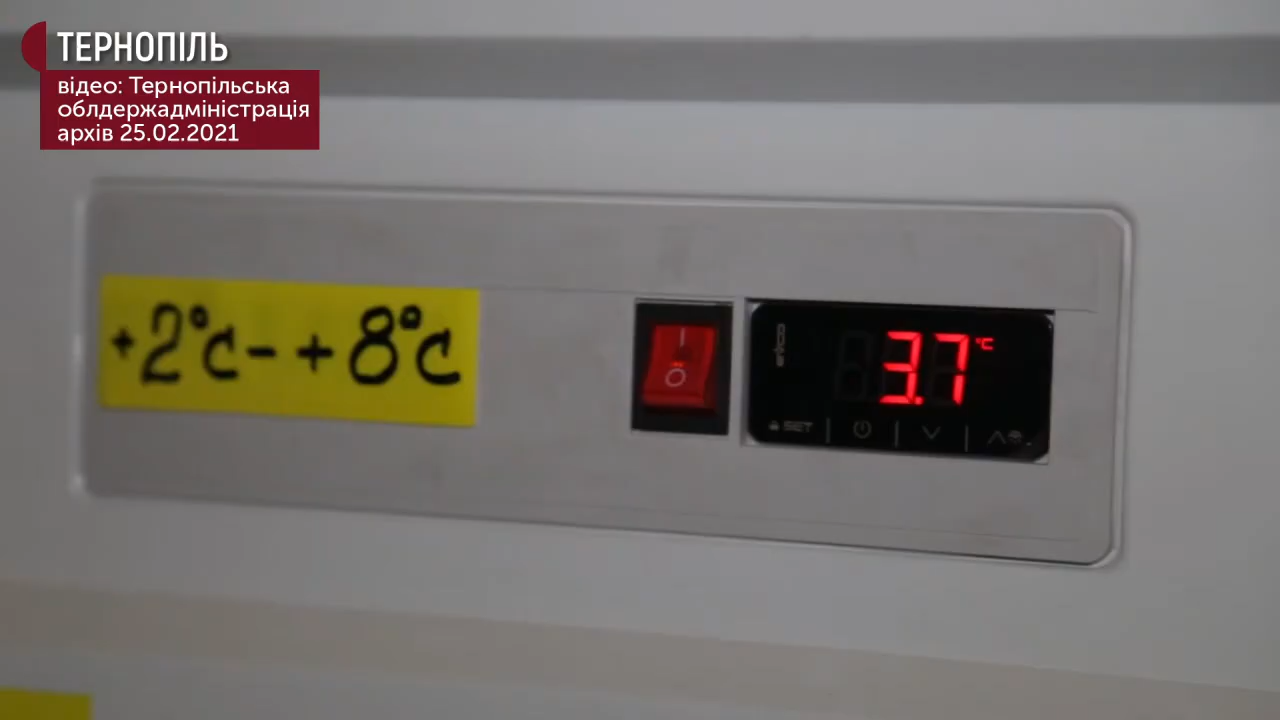 ТЕРНОПІЛЬ
відео: Тернопільська
облдержадміністрація
архів 25.02.2021
+2°C - +8°C
3.7 °C
SET